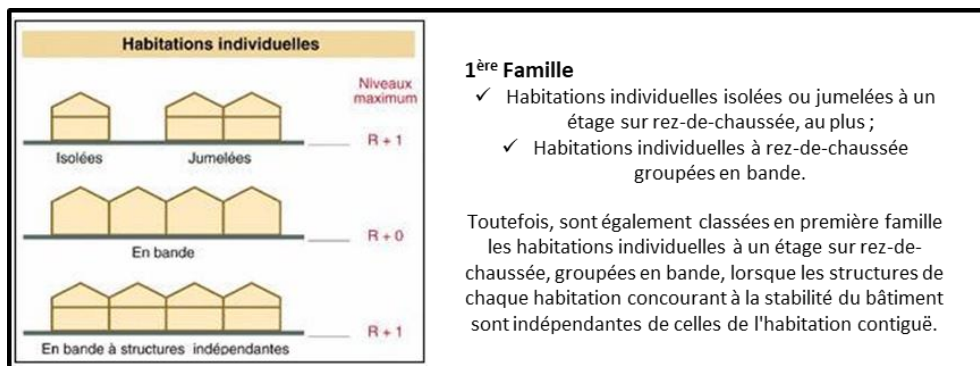 Habitations individuelles
Niveaux
maximum
R + 1
Isolées
Jumelées
R + 0
En bande
R + 1
En bande à structures indépendantes
1ère Famille
✓ Habitations individuelles isolées ou jumelées à un
étage sur rez-de-chaussée, au plus ;
✓ Habitations individuelles à rez-de-chaussée
groupées en bande.
Toutefois, sont également classées en première famille
les habitations individuelles à un étage sur rez-de-
chaussée, groupées en bande, lorsque les structures de
chaque habitation concourant à la stabilité du bâtiment
sont indépendantes de celles de l'habitation contiguë.